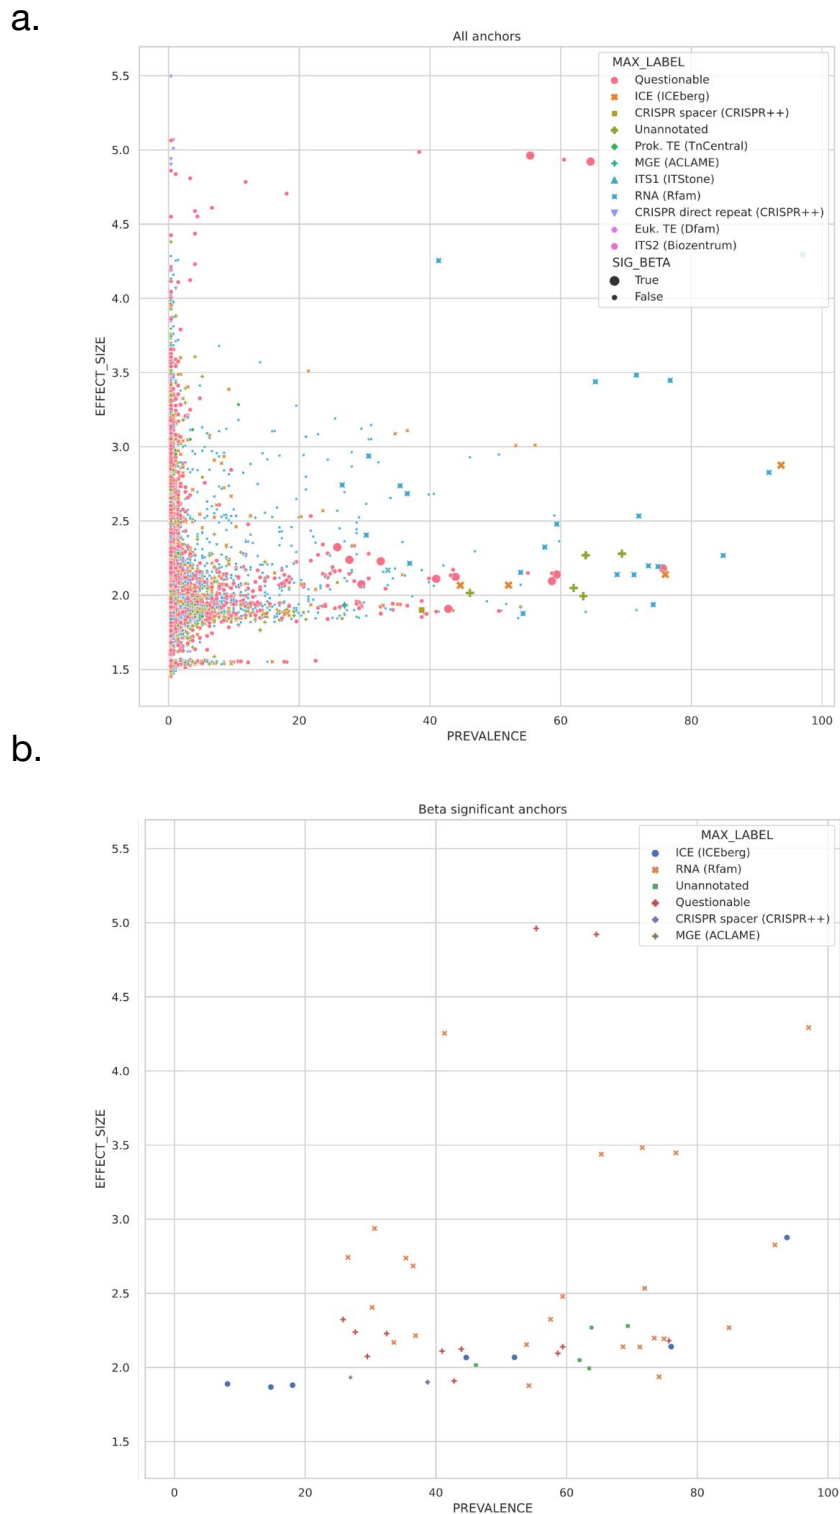 a.
All anchors
MAX_LABEL
Questionable
ICE (ICEberg)
CRISPR spacer (CRISPR++)
Unannotated
Prok. TE (TnCentral)
MGE (ACLAME)
ITS1 (ITStone)
RNA (Rfam)
CRISPR direct repeat (CRISPR++)
Euk. TE (Dfam)
ITS2 (Biozentrum)
SIG_BETA
True
False
EFFECT_SIZE
5.5
5.0
4.5
4.0
3.5
3.0
2.5
2.0
1.5
0 20 40 60 80 100
PREVALENCE
b.
Beta significant anchors
MAX_LABEL
ICE (ICEberg)
RNA (Rfam)
Unannotated
Questionable
CRISPR spacer (CRISPR++)
MGE (ACLAME)
EFFECT_SIZE
5.5
5.0
4.5
4.0
3.5
3.0
2.5
2.0
1.5
0 20 40 60 80 100
PREVALENCE